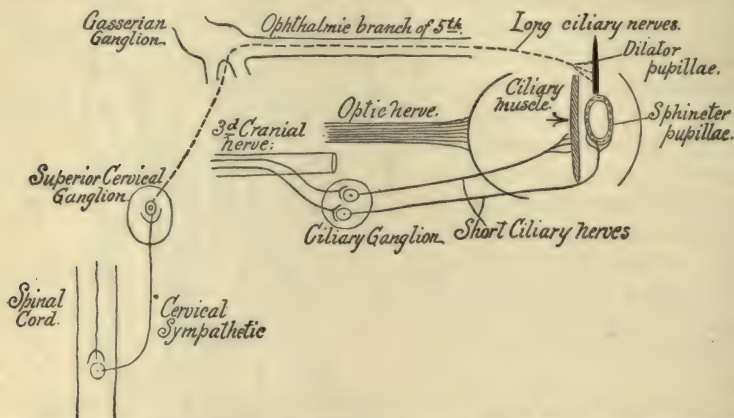 Gasserian
Ganglion.
Ophthalmic branch of 5th.
Long ciliary nerves.
Dilator
pupillae.
Ciliary
muscle.
Optic nerve.
Sphincter
pupillae.
3d Cranial
nerve.
Superior Cervical
Ganglion.
Ciliary Ganglion.
Short Ciliary nerves
Spinal
Cord.
Cervical
Sympathetic